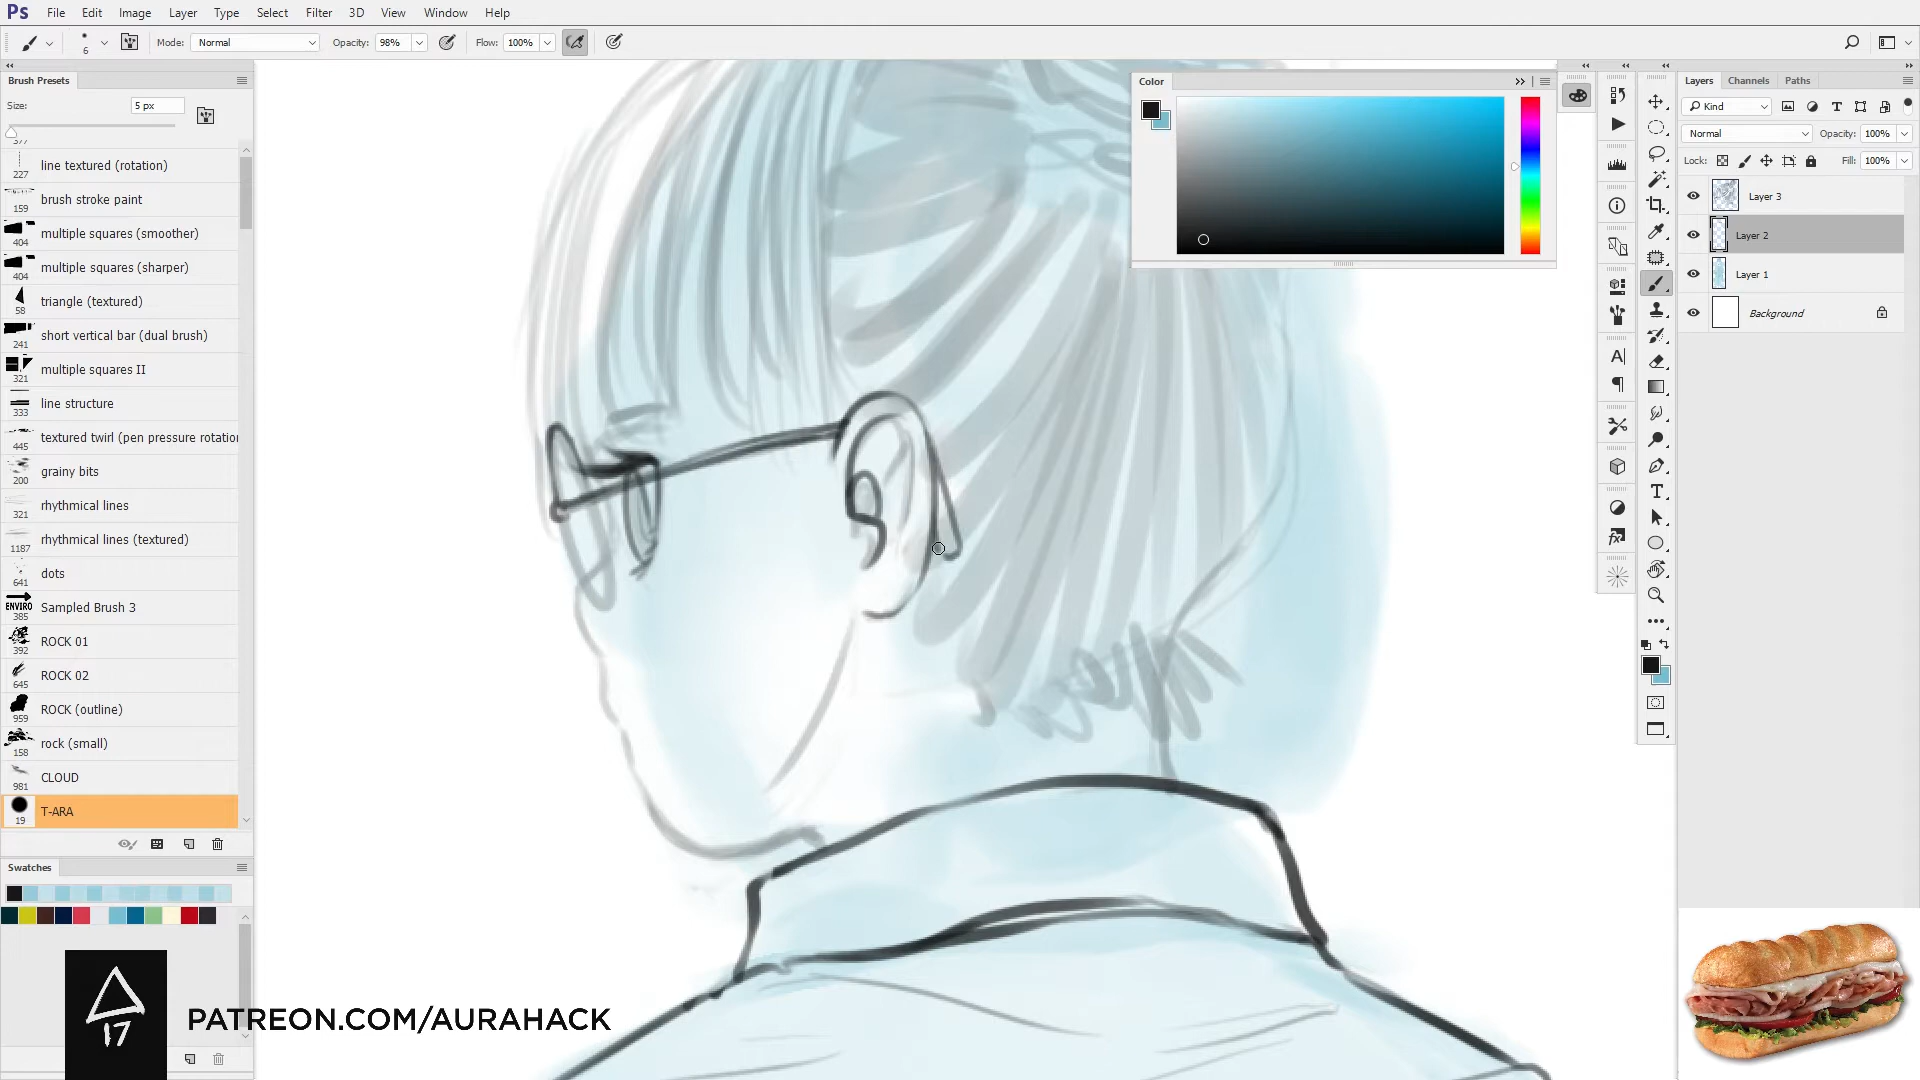 Ps File Edit Image Layer Type Select Filter 3D View Window Help
6 Mode: Normal Opacity: 98% Flow: 100%
Brush Presets
Size: 5 px
377
line textured (rotation)
227
brush stroke paint
159
multiple squares (smoother)
404
multiple squares (sharper)
404
triangle (textured)
58
short vertical bar (dual brush)
241
multiple squares II
321
line structure
333
textured twirl (pen pressure rotation
445
grainy bits
200
rhythmical lines
321
rhythmical lines (textured)
1187
dots
641
ENVIRO Sampled Brush 3
385
ROCK 01
392
ROCK 02
645
ROCK (outline)
959
rock (small)
158
CLOUD
981
T-ARA
19
Swatches
17
PATREON.COM/AURAHACK
Color
Layers Channels Paths
Kind
Normal Opacity: 100%
Lock: Fill: 100%
Layer 3
Layer 2
Layer 1
Background